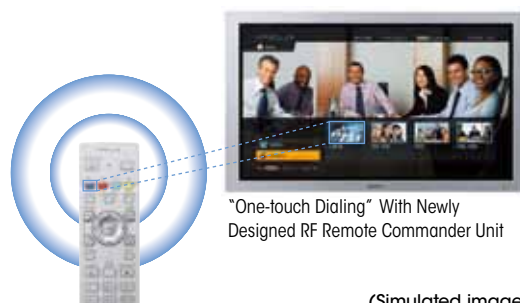 "One-touch Dialing" With Newly
Designed RF Remote Commander Unit
(Simulated image